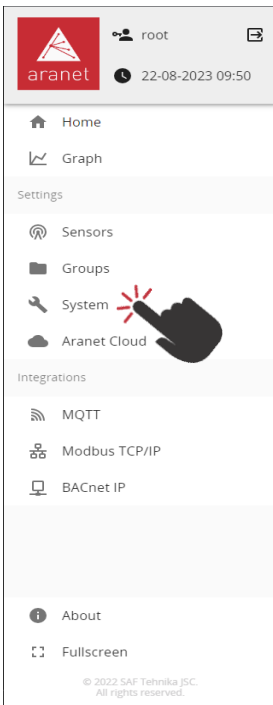 root
aranet
22-08-2023 09:50
Home
Graph
Settings
Sensors
Groups
System
Aranet Cloud
Integrations
MQTT
Modbus TCP/IP
BACnet IP
About
Fullscreen
© 2022 SAF Tehnika JSC.
All rights reserved.